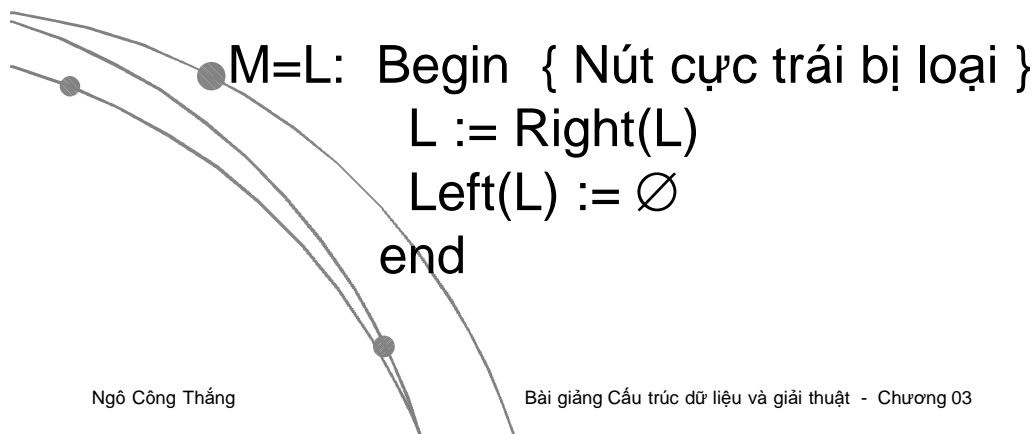 M=L: Begin { Nút cực trái bị loại }
L := Right(L)
Left(L) := ∅
end
Ngô Công Thắng
Bài giảng Cấu trúc dữ liệu và giải thuật - Chương 03